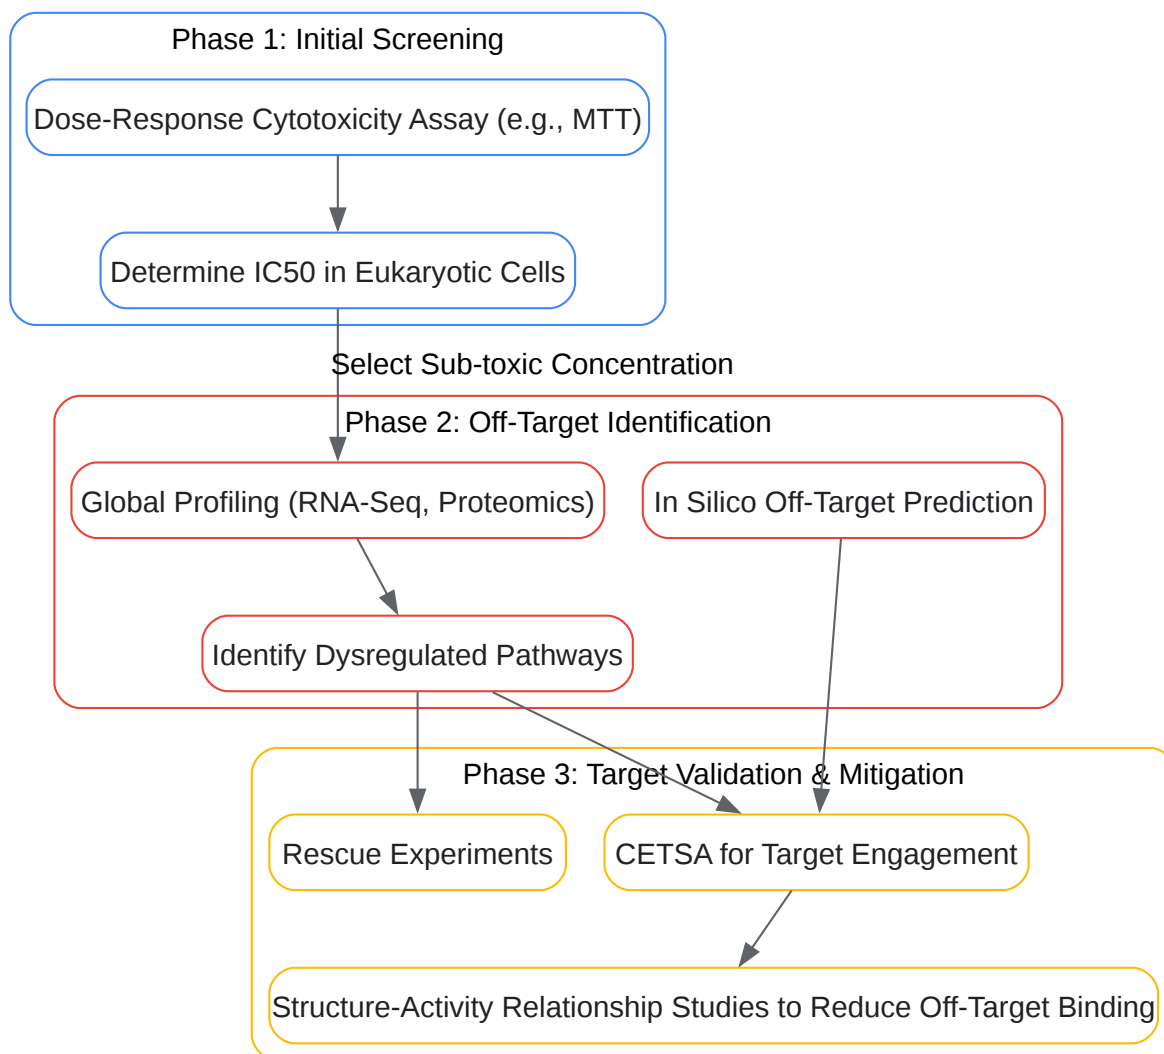 Phase 1: Initial Screening
Dose-Response Cytotoxicity Assay (e.g., MTT)
Determine IC50 in Eukaryotic Cells
Select Sub-toxic Concentration
Phase 2: Off-Target Identification
Global Profiling (RNA-Seq, Proteomics)
In Silico Off-Target Prediction
Identify Dysregulated Pathways
Phase 3: Target Validation & Mitigation
Rescue Experiments
CETSA for Target Engagement
Structure-Activity Relationship Studies to Reduce Off-Target Binding